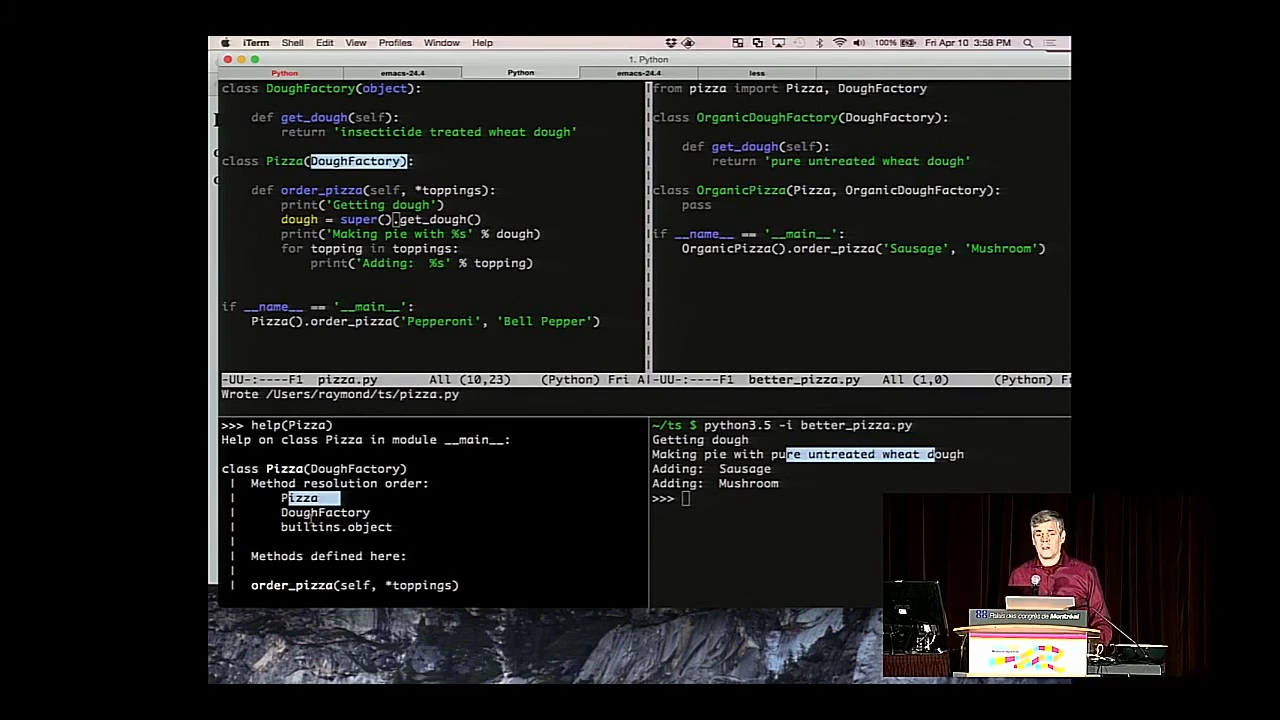 iTerm Shell Edit View Profiles Window Help 100% Fri Apr 10 3:58 PM
1. Python
Python emacs-24.4 Python emacs-24.4 less
class DoughFactory(object):
def get_dough(self):
return 'insecticide treated wheat dough'
class Pizza(DoughFactory):
def order_pizza(self, *toppings):
print('Getting dough')
dough = super().get_dough()
print('Making pie with %s' % dough)
for topping in toppings:
print('Adding:  %s' % topping)
if __name__ == '__main__':
Pizza().order_pizza('Pepperoni', 'Bell Pepper')
-UU-:----F1  pizza.py       All (10,23)    (Python) Fri A
Wrote /Users/raymond/ts/pizza.py
from pizza import Pizza, DoughFactory
class OrganicDoughFactory(DoughFactory):
def get_dough(self):
return 'pure untreated wheat dough'
class OrganicPizza(Pizza, OrganicDoughFactory):
pass
if __name__ == '__main__':
OrganicPizza().order_pizza('Sausage', 'Mushroom')
-UU-:----F1  better_pizza.py   All (1,0)      (Python) F
>>> help(Pizza)
Help on class Pizza in module __main__:
class Pizza(DoughFactory)
|  Method resolution order:
|      Pizza
|      DoughFactory
|      builtins.object
|
|  Methods defined here:
|
|  order_pizza(self, *toppings)
~/ts $ python3.5 -i better_pizza.py
Getting dough
Making pie with pure untreated wheat dough
Adding:  Sausage
Adding:  Mushroom
>>>
Palais des congrès de Montréal